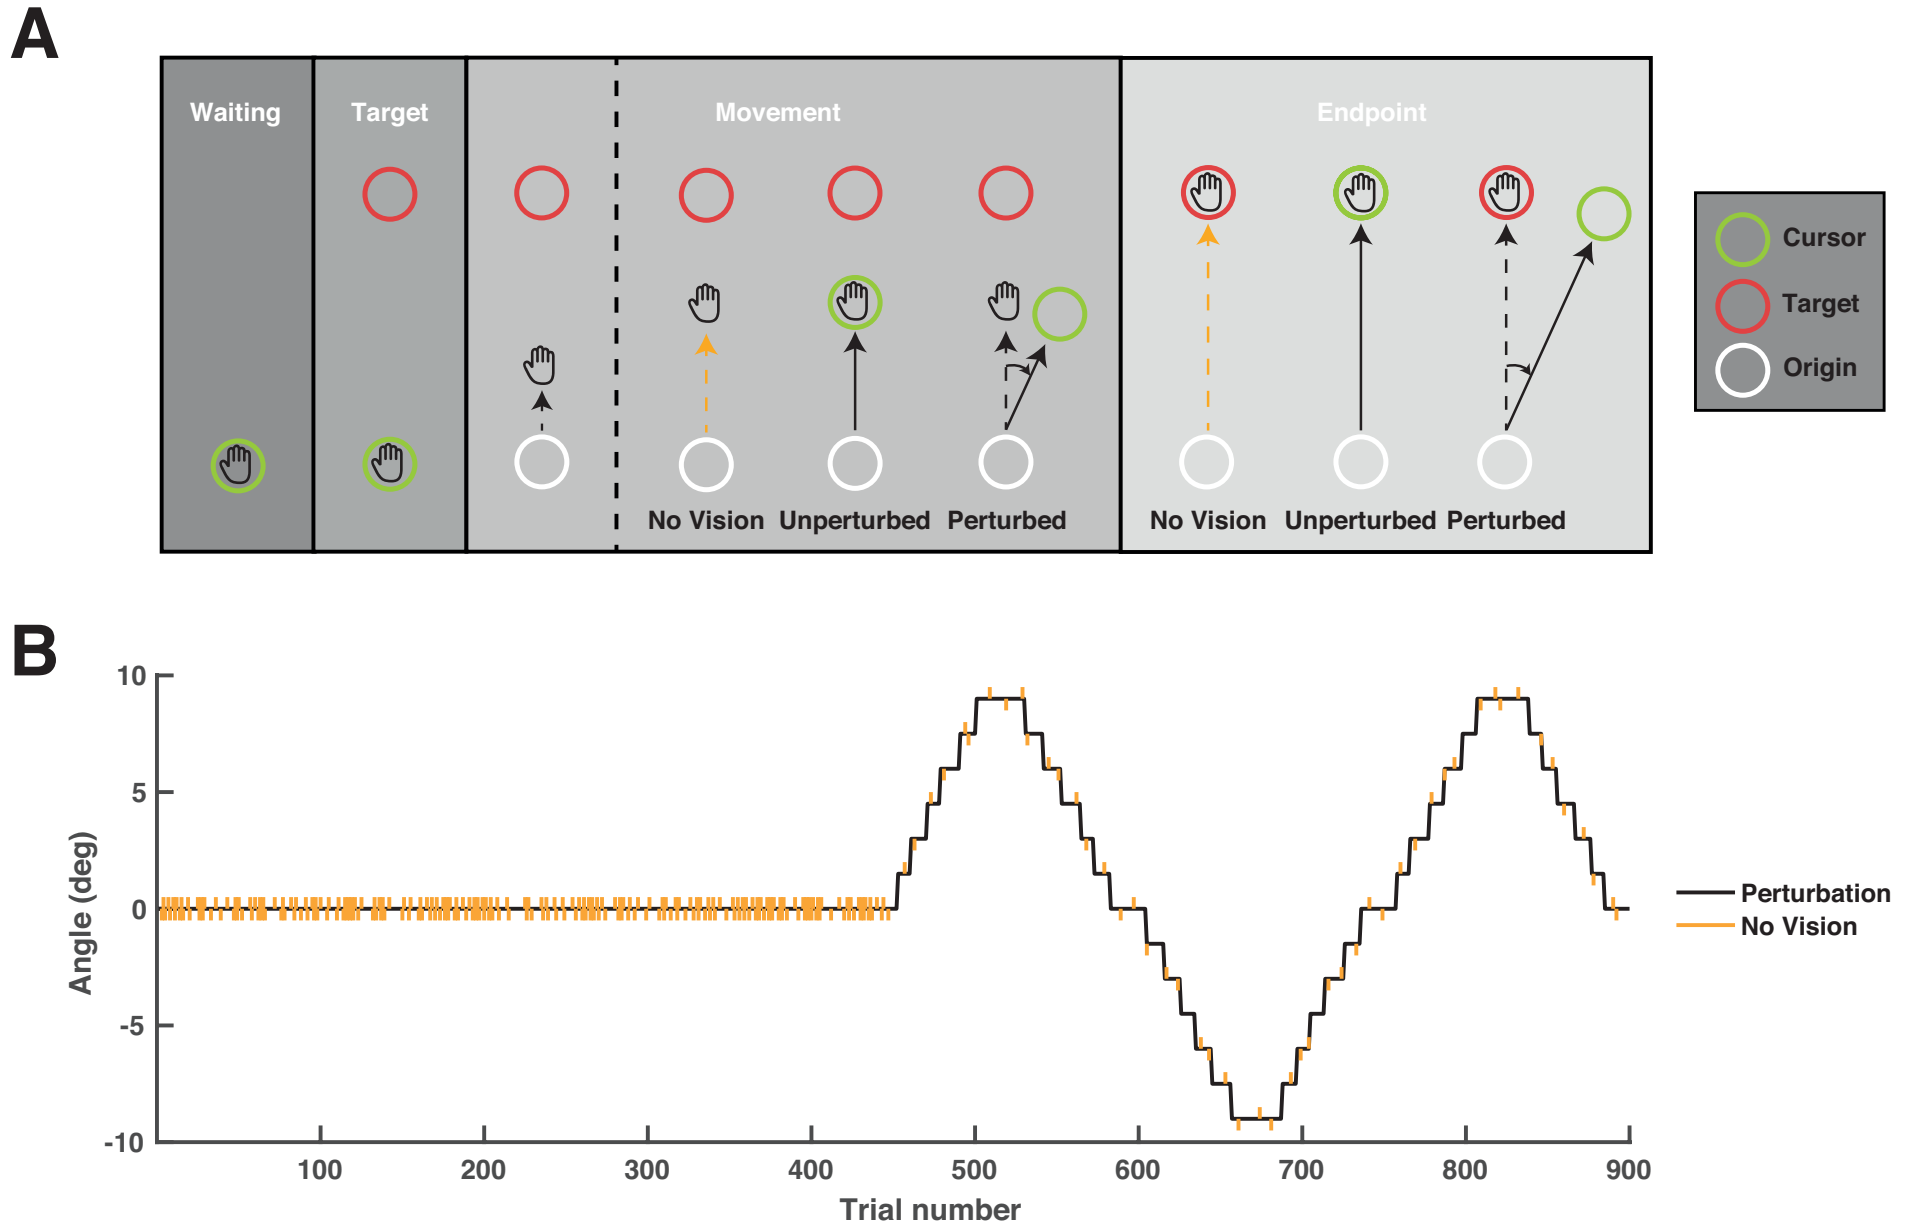 A
Waiting
Target
Movement
Endpoint
Cursor
Target
Origin
No Vision Unperturbed Perturbed
No Vision Unperturbed Perturbed
B
10
5
0
-5
-10
Angle (deg)
100 200 300 400 500 600 700 800 900
Trial number
Perturbation
No Vision